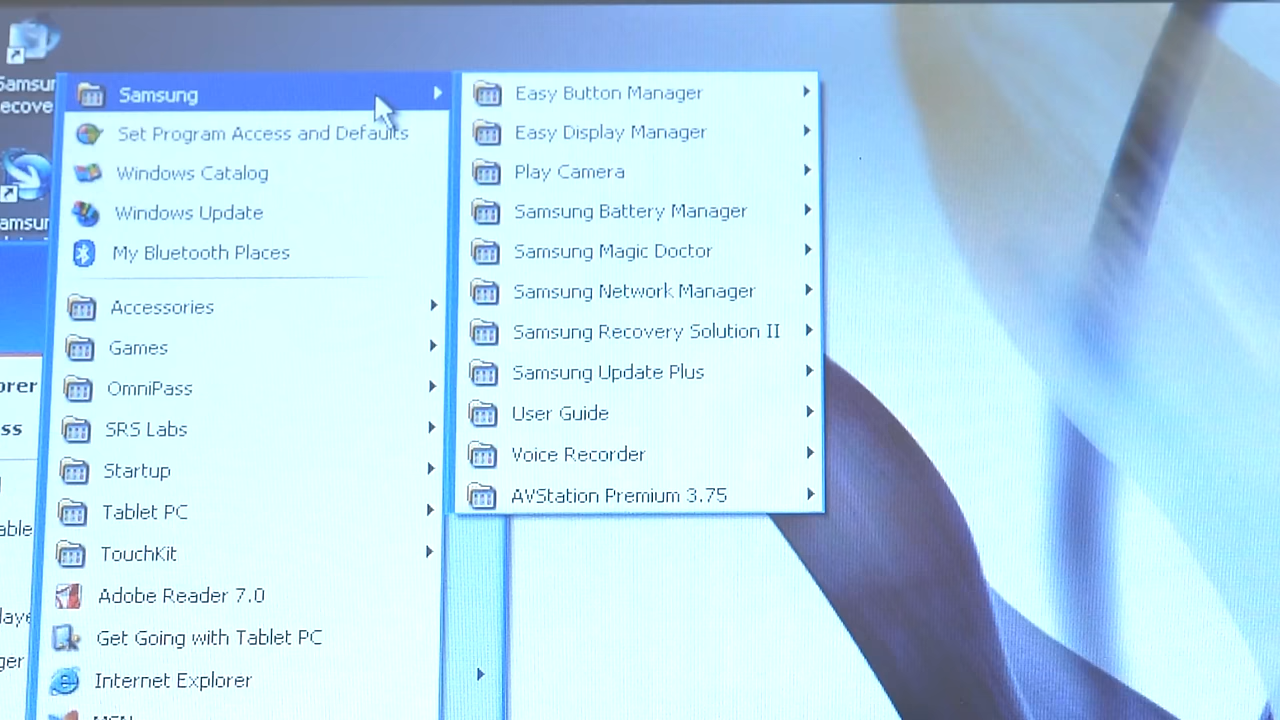 Samsung
Set Program Access and Defaults
Windows Catalog
Windows Update
My Bluetooth Places
Accessories
Games
OmniPass
SRS Labs
Startup
Tablet PC
TouchKit
Adobe Reader 7.0
Get Going with Tablet PC
Internet Explorer
MSN
Easy Button Manager
Easy Display Manager
Play Camera
Samsung Battery Manager
Samsung Magic Doctor
Samsung Network Manager
Samsung Recovery Solution II
Samsung Update Plus
User Guide
Voice Recorder
AVStation Premium 3.75